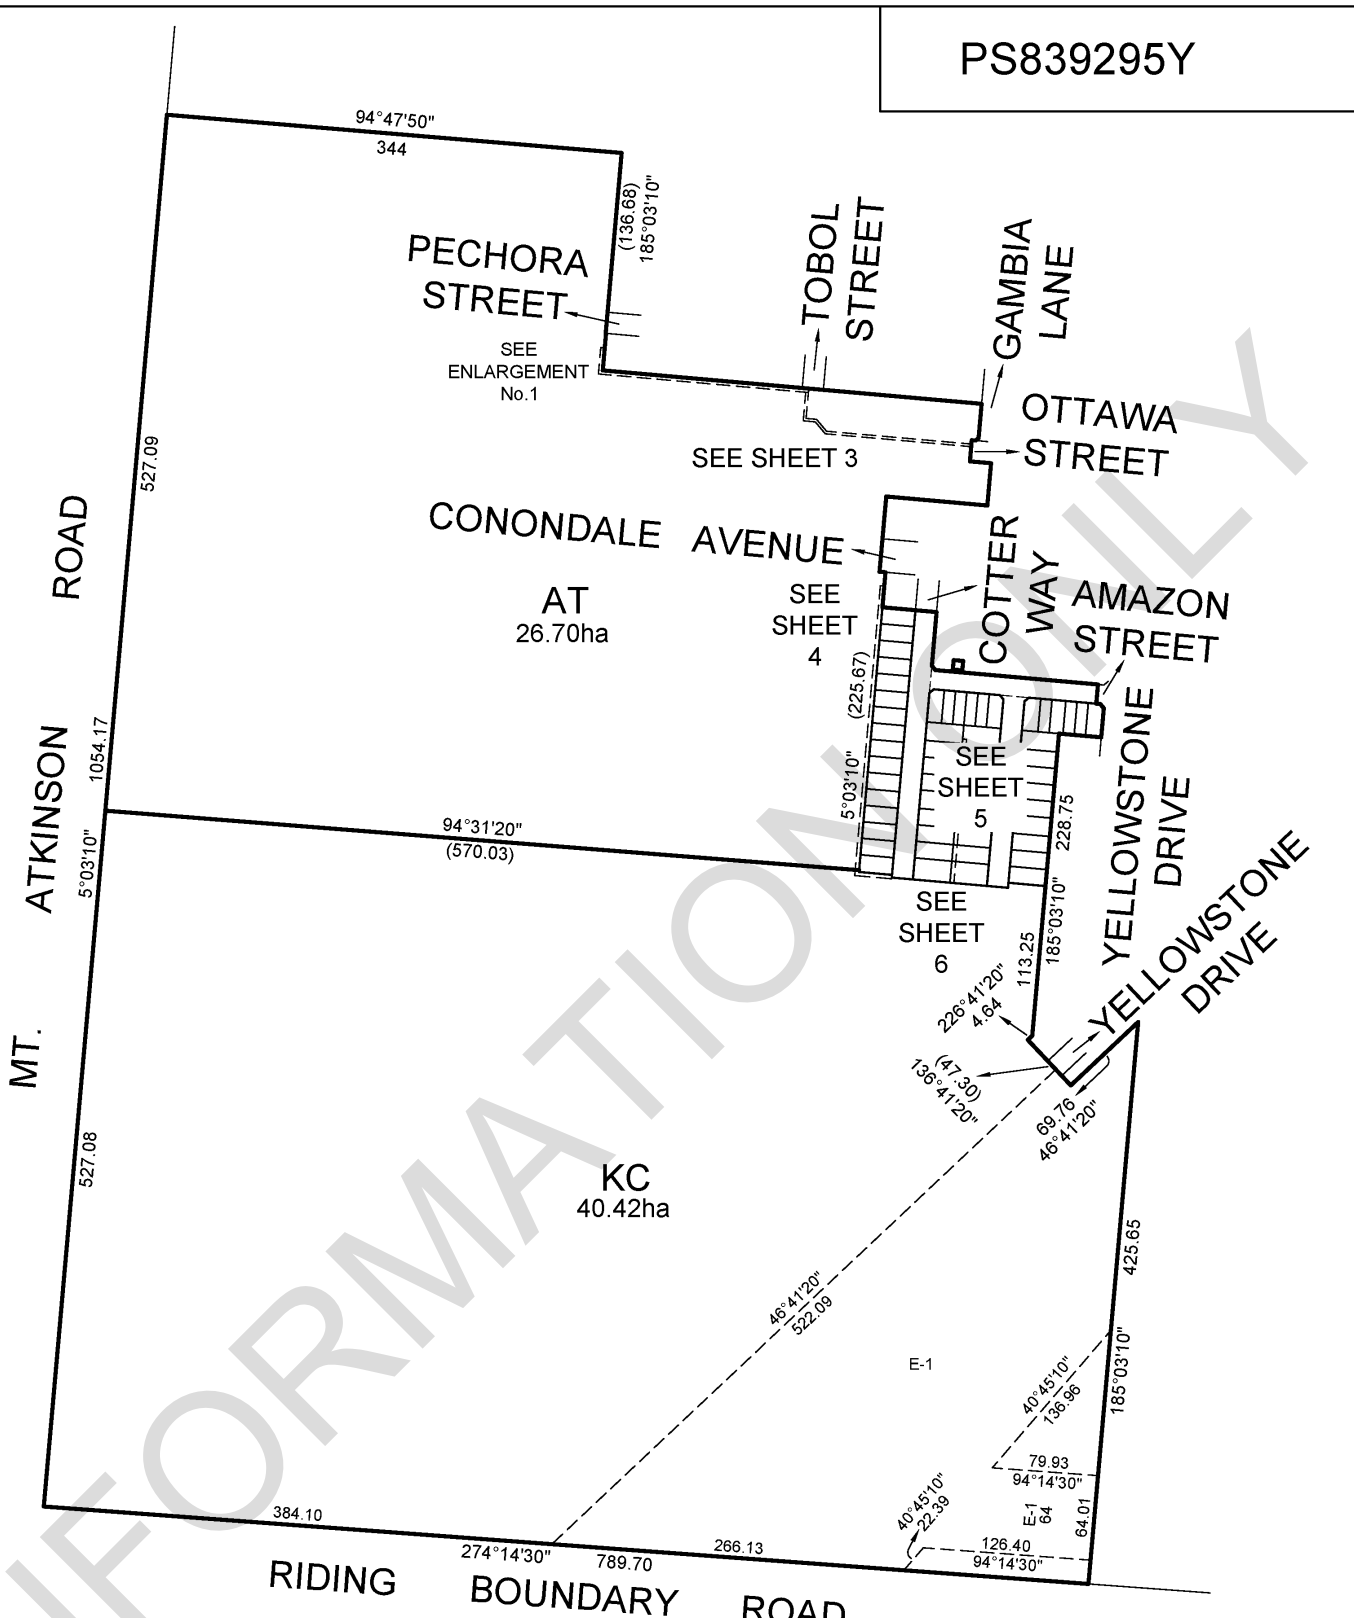 PS839295Y
94°47'50"
344
(136.68)
185°03'10"
PECHORA
STREET
TOBOL
STREET
GAMBIA
LANE
SEE
ENLARGEMENT
No.1
OTTAWA
STREET
SEE SHEET 3
527.09
CONONDALE AVENUE
COTTER
WAY
AMAZON
STREET
AT
26.70ha
SEE
SHEET
4
(225.67)
5°03'10"
YELLOWSTONE
DRIVE
SEE
SHEET
5
228.75
1054.17
5°03'10"
MT. ATKINSON ROAD
94°31'20"
(570.03)
SEE
SHEET
6
185°03'10"
113.25
YELLOWSTONE
DRIVE
226°41'20"
4.64
(47.30)
136°41'20"
69.76
46°41'20"
527.08
KC
40.42ha
425.65
185°03'10"
46°41'20"
522.09
E-1
40°45'10"
136.96
79.93
94°14'30"
E-1
64
64.01
40°45'10"
22.39
126.40
94°14'30"
384.10
266.13
274°14'30"
789.70
RIDING BOUNDARY ROAD
NFORMATION ONLY